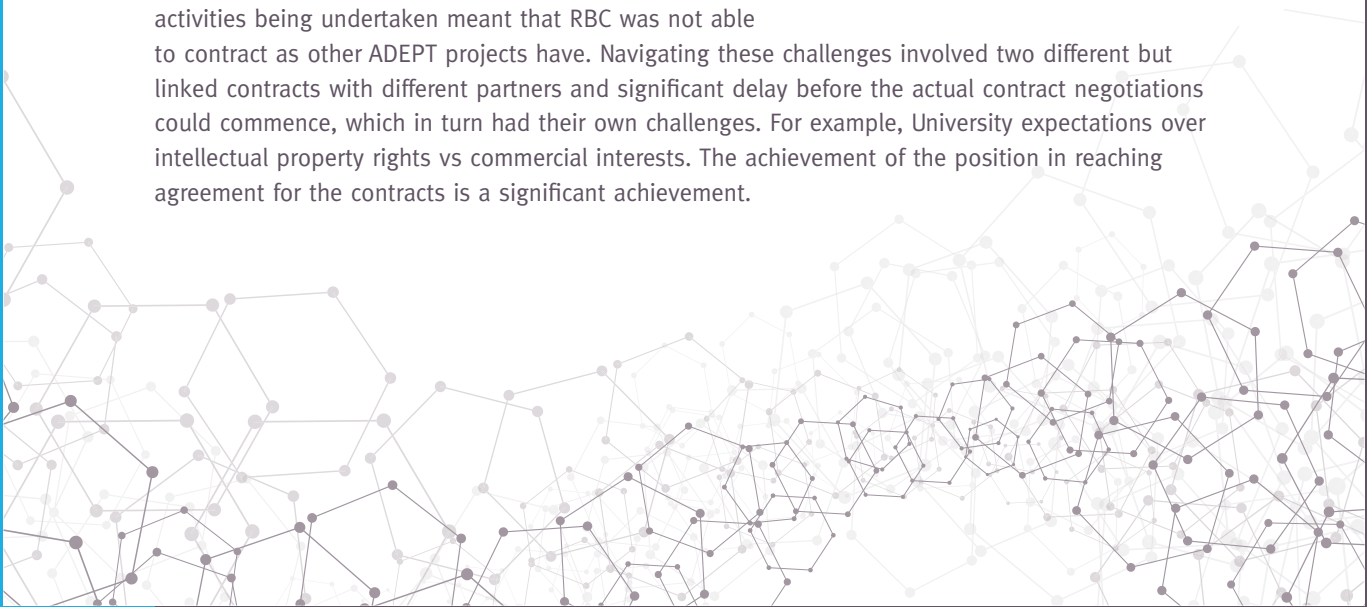 activities being undertaken meant that RBC was not able
to contract as other ADEPT projects have. Navigating these challenges involved two different but
linked contracts with different partners and significant delay before the actual contract negotiations
could commence, which in turn had their own challenges. For example, University expectations over
intellectual property rights vs commercial interests. The achievement of the position in reaching
agreement for the contracts is a significant achievement.